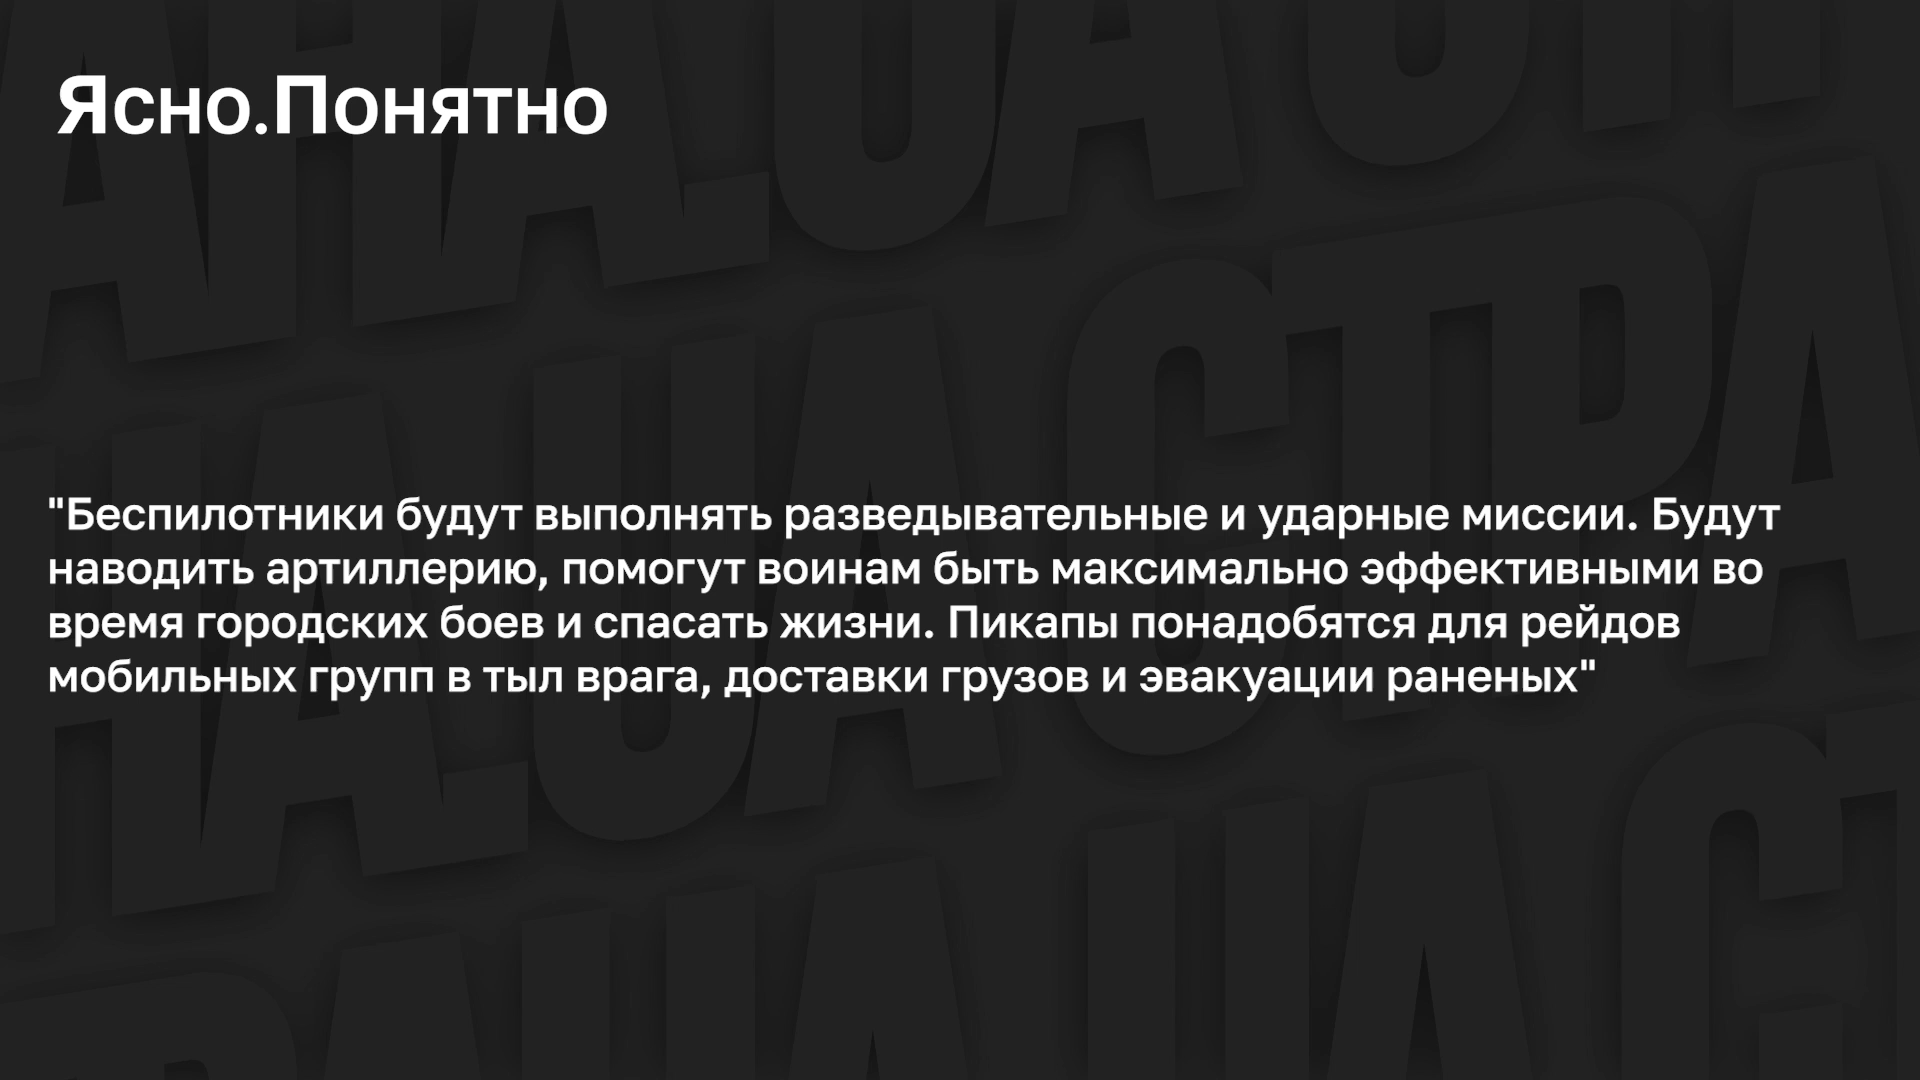 Ясно.Понятно
"Беспилотники будут выполнять разведывательные и ударные миссии. Будут
наводить артиллерию, помогут воинам быть максимально эффективными во
время городских боев и спасать жизни. Пикапы понадобятся для рейдов
мобильных групп в тыл врага, доставки грузов и эвакуации раненых"